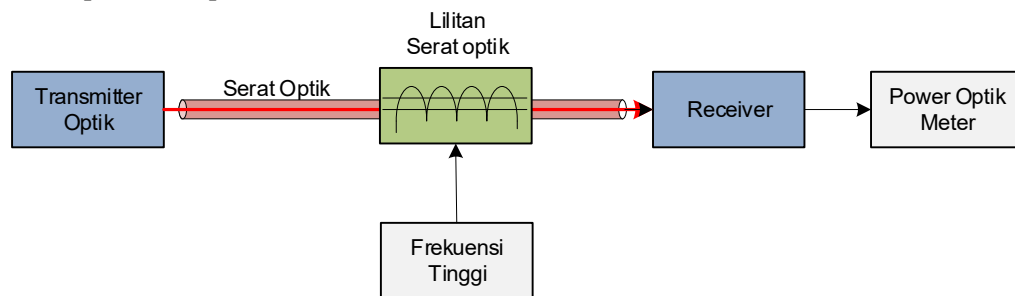 Lilitan
Serat optik
Transmitter
Optik
Serat Optik
Receiver
Power Optik
Meter
Frekuensi
Tinggi